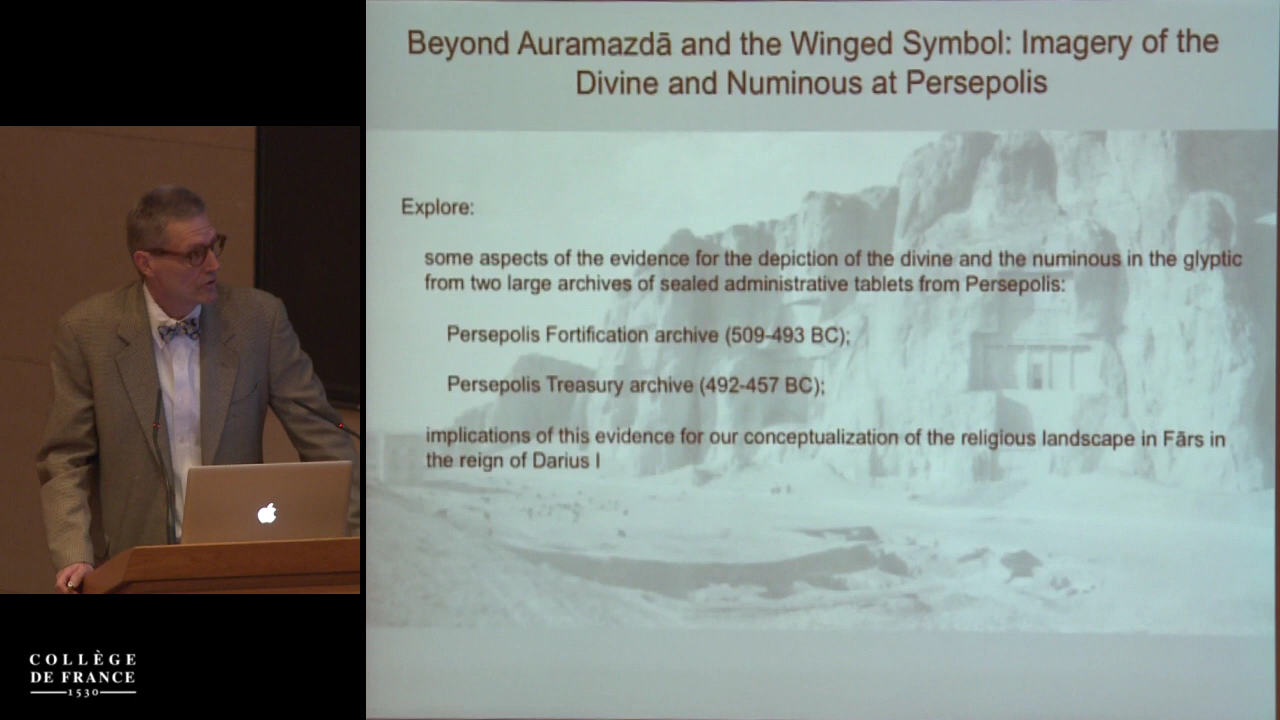 Beyond Auramazdā and the Winged Symbol: Imagery of the
Divine and Numinous at Persepolis
Explore:
some aspects of the evidence for the depiction of the divine and the numinous in the glyptic
from two large archives of sealed administrative tablets from Persepolis:
Persepolis Fortification archive (509-493 BC);
Persepolis Treasury archive (492-457 BC);
implications of this evidence for our conceptualization of the religious landscape in Fārs in
the reign of Darius I
COLLÈGE
DE FRANCE
1530